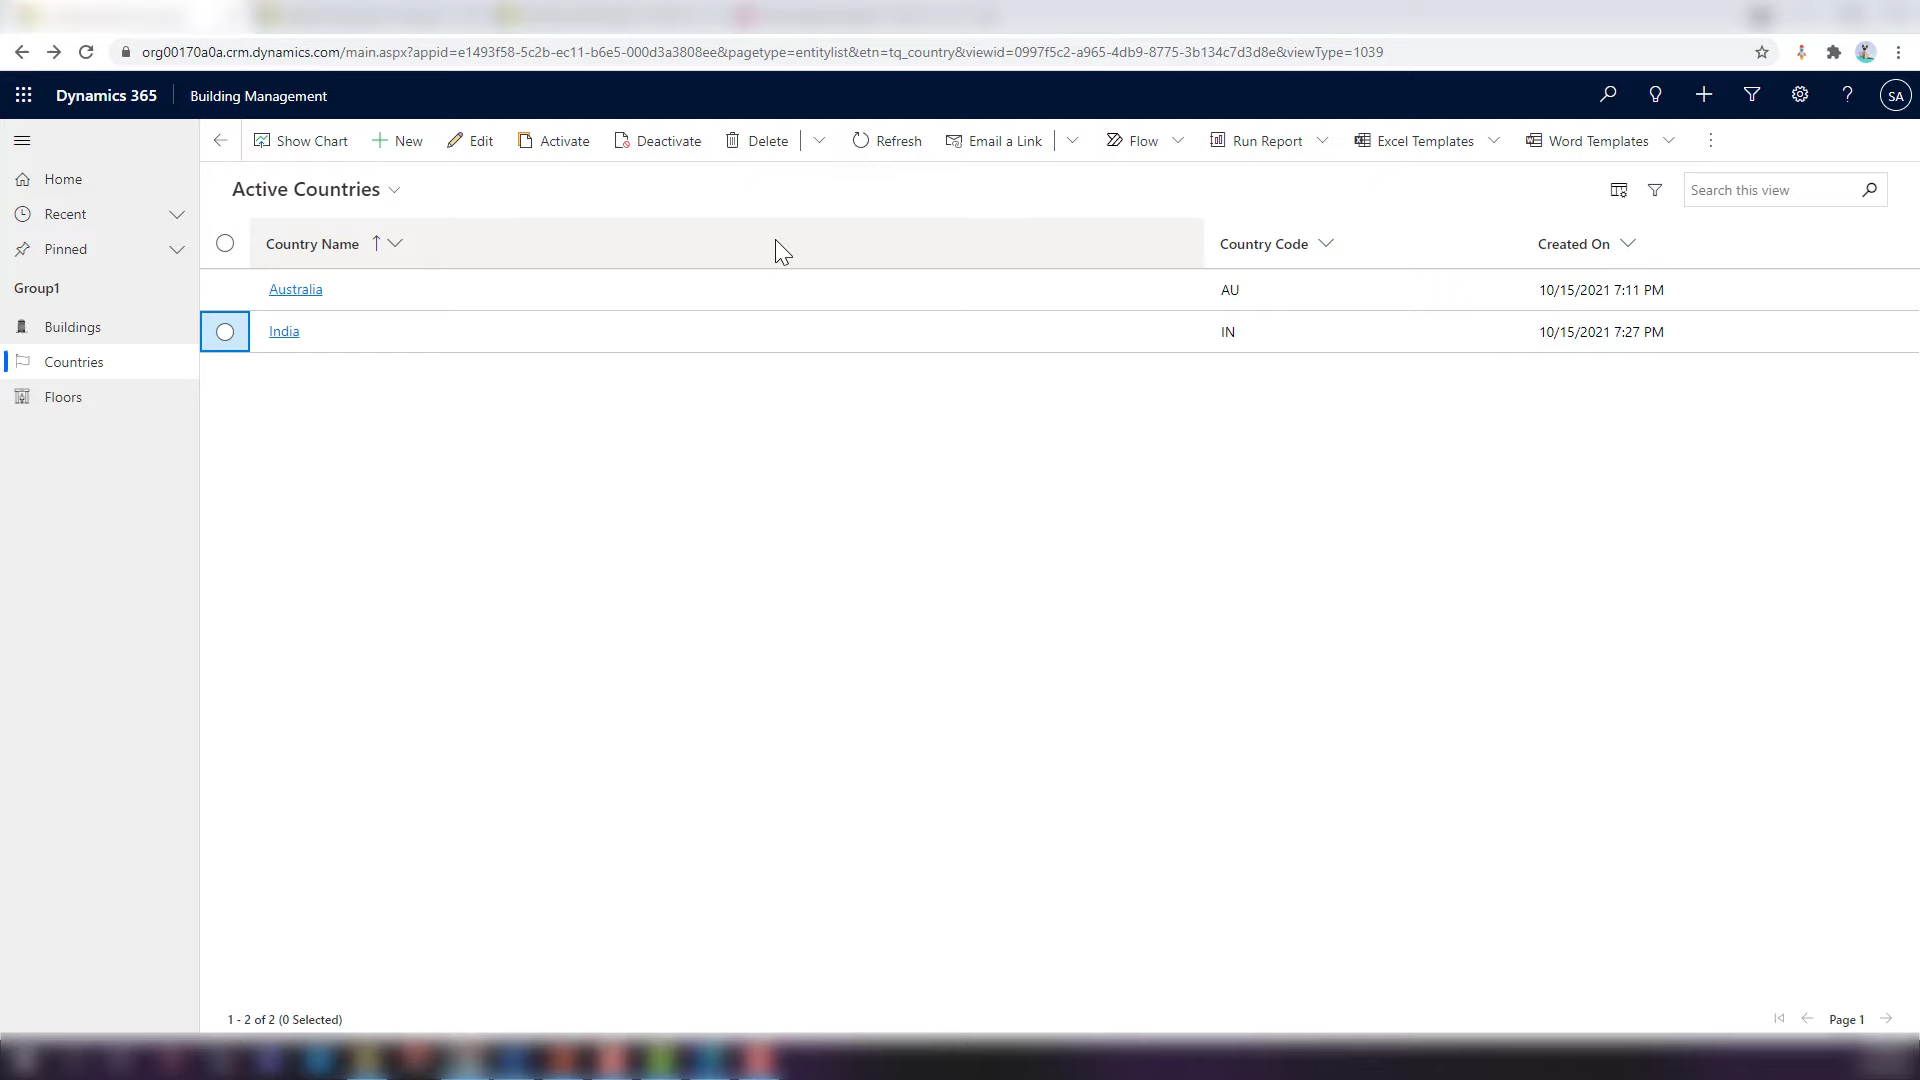 org00170a0a.crm.dynamics.com/main.aspx?appid=e1493f58-5c2b-ec11-b6e5-000d3a3808ee&pagetype=entitylist&etn=tq_country&viewid=0997f5c2-a965-4db9-8775-3b134c7d3d8e&viewType=1039
Dynamics 365 Building Management ? SA
Show Chart New Edit Activate Deactivate Delete Refresh Email a Link Flow Run Report Excel Templates Word Templates
Home
Recent
Pinned
Group1
Buildings
Countries
Floors
Active Countries Search this view
Country Name Country Code Created On
Australia AU 10/15/2021 7:11 PM
India IN 10/15/2021 7:27 PM
1 - 2 of 2 (0 Selected) Page 1